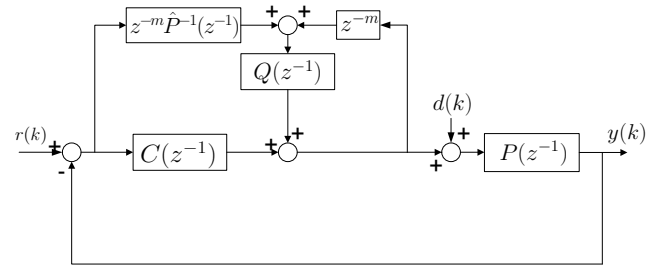 z^{-m}\hat{P}^{-1}(z^{-1})
+ +
z^{-m}
Q(z^{-1})
d(k)
r(k)
+
+ +
+
+
y(k)
C(z^{-1})
P(z^{-1})
-